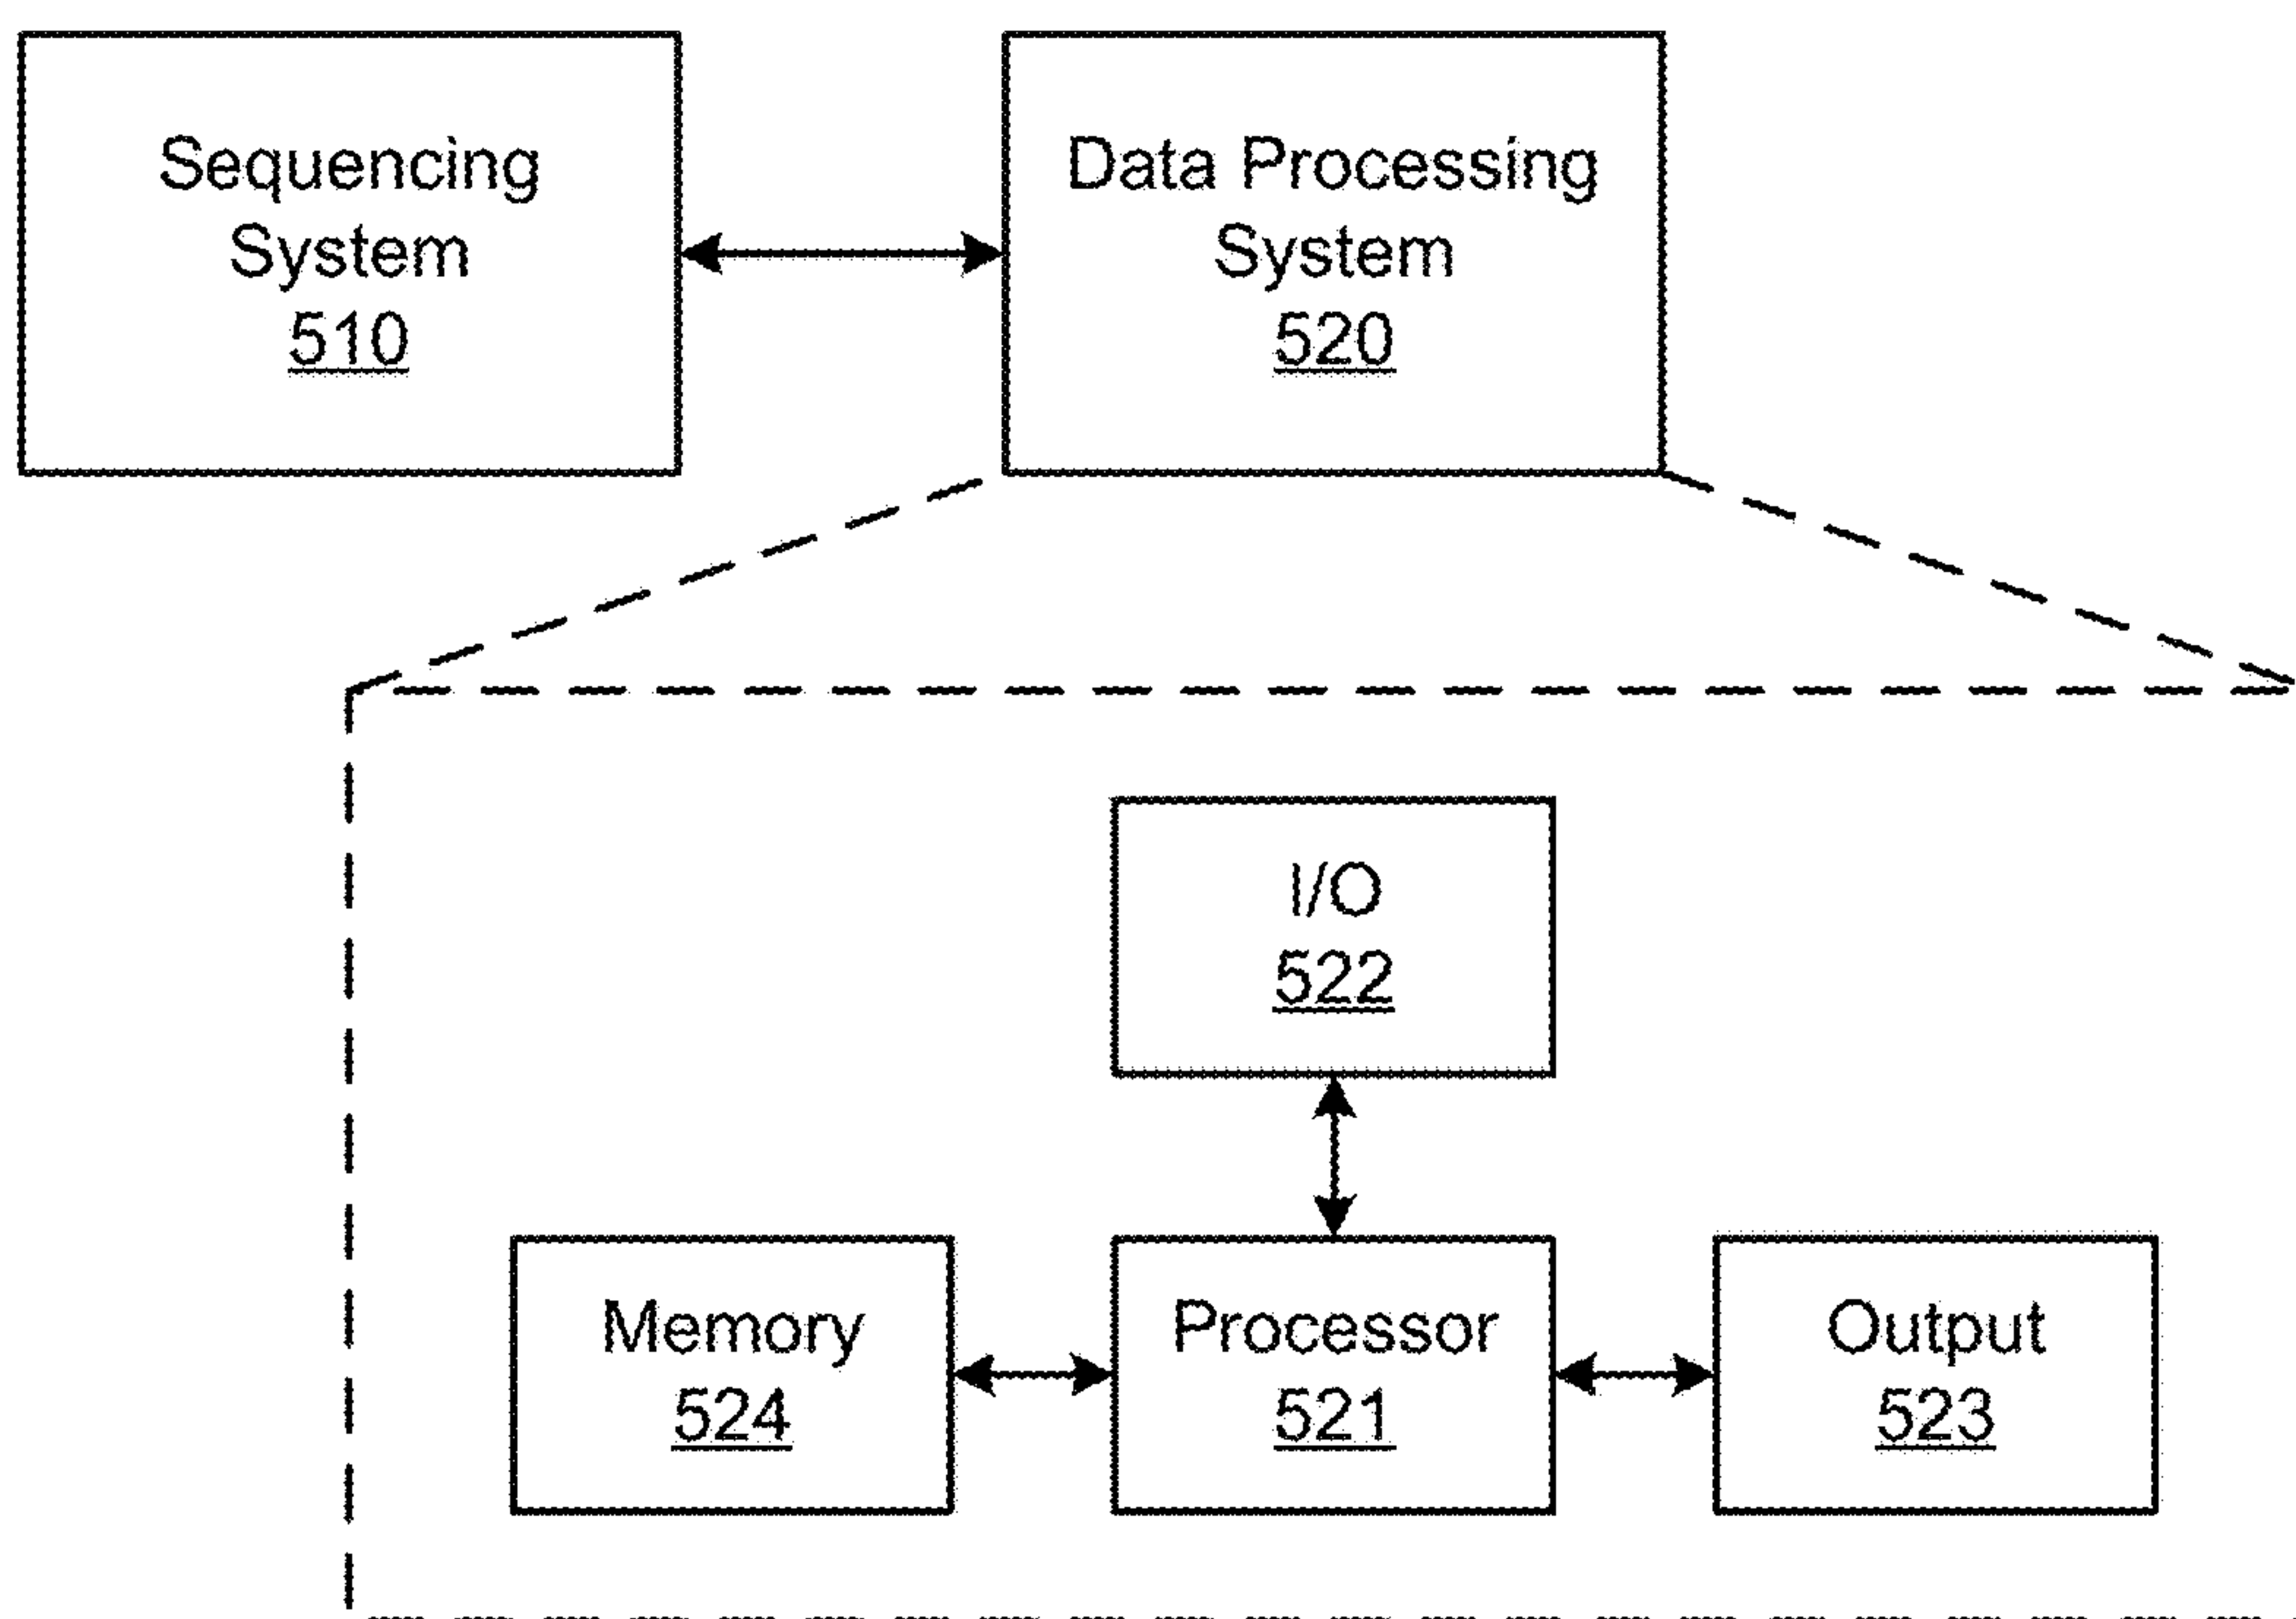 Sequencing
System
510
Data Processing
System
520
I/O
522
Memory
524
Processor
521
Output
523